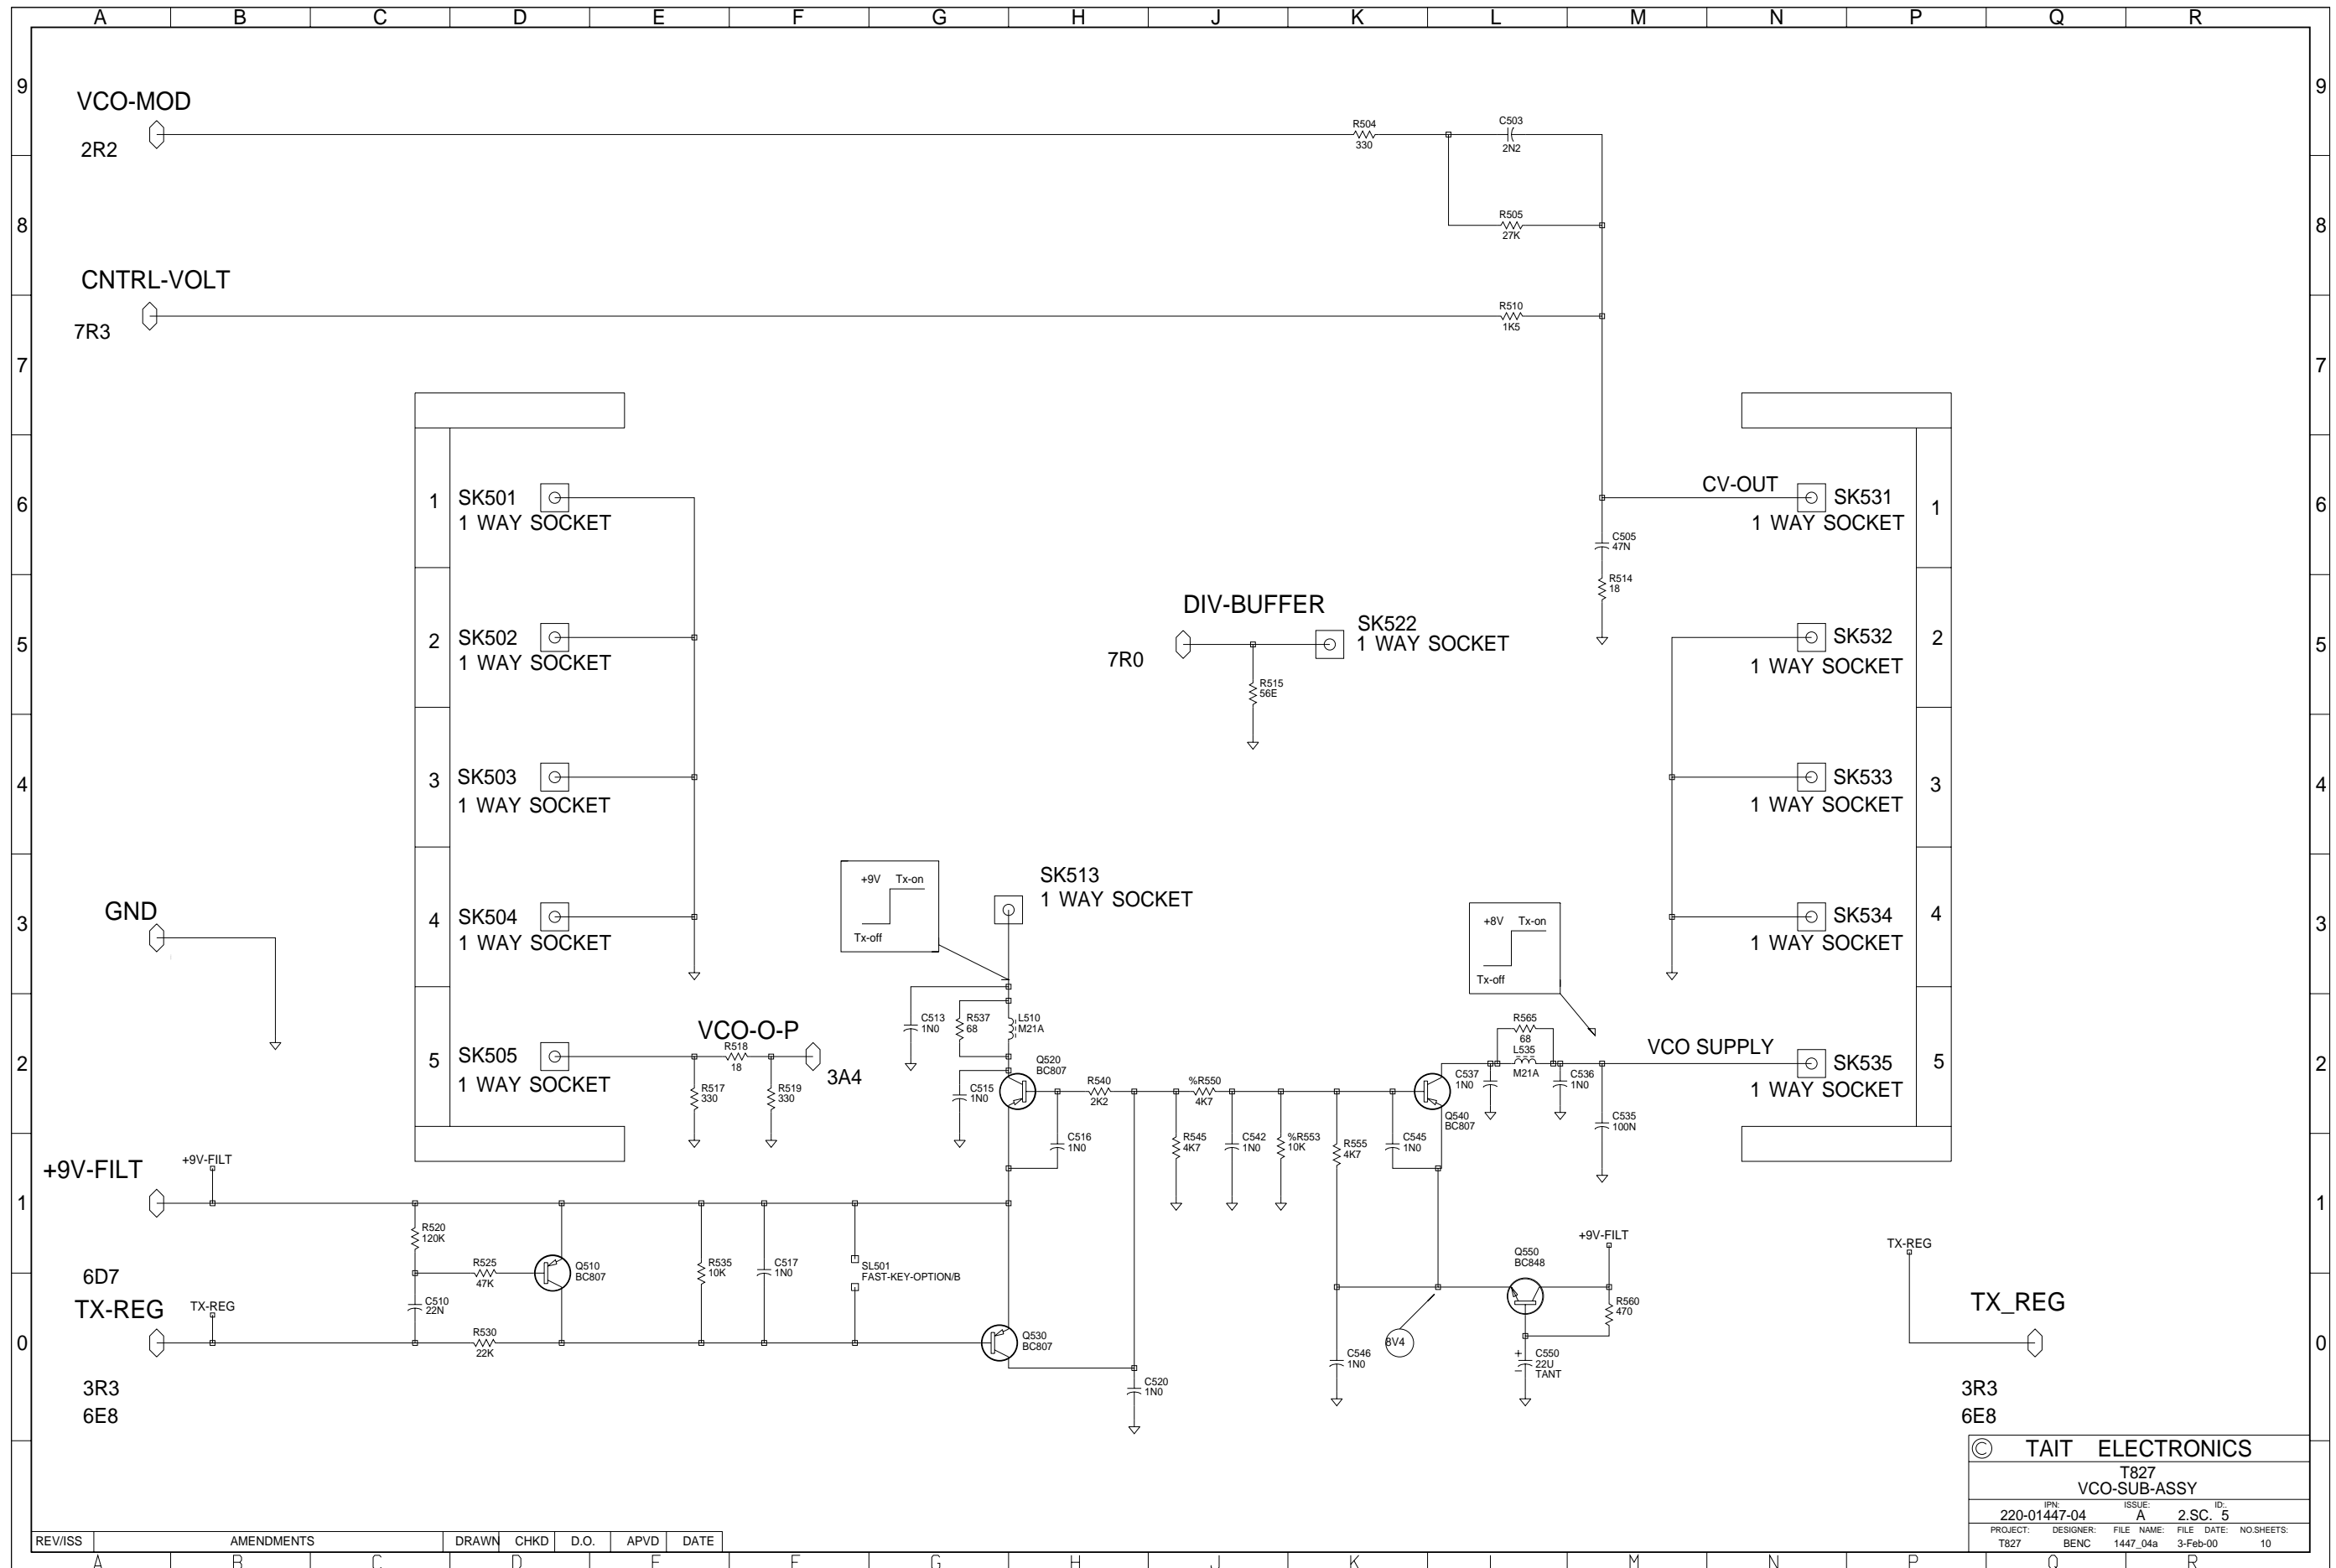 A B C D E F G H J K L M N P Q R
9 9
VCO-MOD
2R2
R504
330
C503
2N2
8 8
R505
27K
CNTRL-VOLT
7R3
R510
1K5
7 7
1 SK501
1 WAY SOCKET
6 6
CV-OUT SK531 1
1 WAY SOCKET
C505
47N
R514
18
2 SK502
1 WAY SOCKET
5 5
DIV-BUFFER
7R0
SK522
1 WAY SOCKET
R515
56E
SK532 2
1 WAY SOCKET
3 SK503
1 WAY SOCKET
4 4
SK533 3
1 WAY SOCKET
GND
4 SK504
1 WAY SOCKET
3 3
+9V Tx-on
Tx-off
SK513
1 WAY SOCKET
+8V Tx-on
Tx-off
SK534 4
1 WAY SOCKET
5 SK505
1 WAY SOCKET
2 2
VCO-O-P
R518
18
3A4
R517
330
R519
330
C513
1N0
R537
68
L510
M21A
Q520
BC807
C515
1N0
R540
2K2
C516
1N0
%R550
4K7
R545
4K7
C542
1N0
%R553
10K
R555
4K7
C545
1N0
C537
1N0
Q540
BC807
R565
68
L535
M21A
C536
1N0
C535
100N
VCO SUPPLY SK535 5
1 WAY SOCKET
+9V-FILT
+9V-FILT
1 1
6D7
R520
120K
R525
47K
Q510
BC807
R535
10K
C517
1N0
SL501
FAST-KEY-OPTION/B
C510
22N
TX-REG
TX-REG
0 0
R530
22K
3R3
6E8
Q530
BC807
C520
1N0
C546
1N0
8V4
Q550
BC848
+9V-FILT
R560
470
+ C550
- 22U
TANT
TX-REG
TX_REG
3R3
6E8
© TAIT ELECTRONICS
T827
VCO-SUB-ASSY
IPN: ISSUE: ID:.
220-01447-04 A 2.SC. 5
PROJECT: DESIGNER: FILE NAME: FILE DATE: NO.SHEETS:
T827 BENC 1447_04a 3-Feb-00 10
REV/ISS AMENDMENTS DRAWN CHKD D.O. APVD DATE
A B C D E F G H J K L M N P Q R